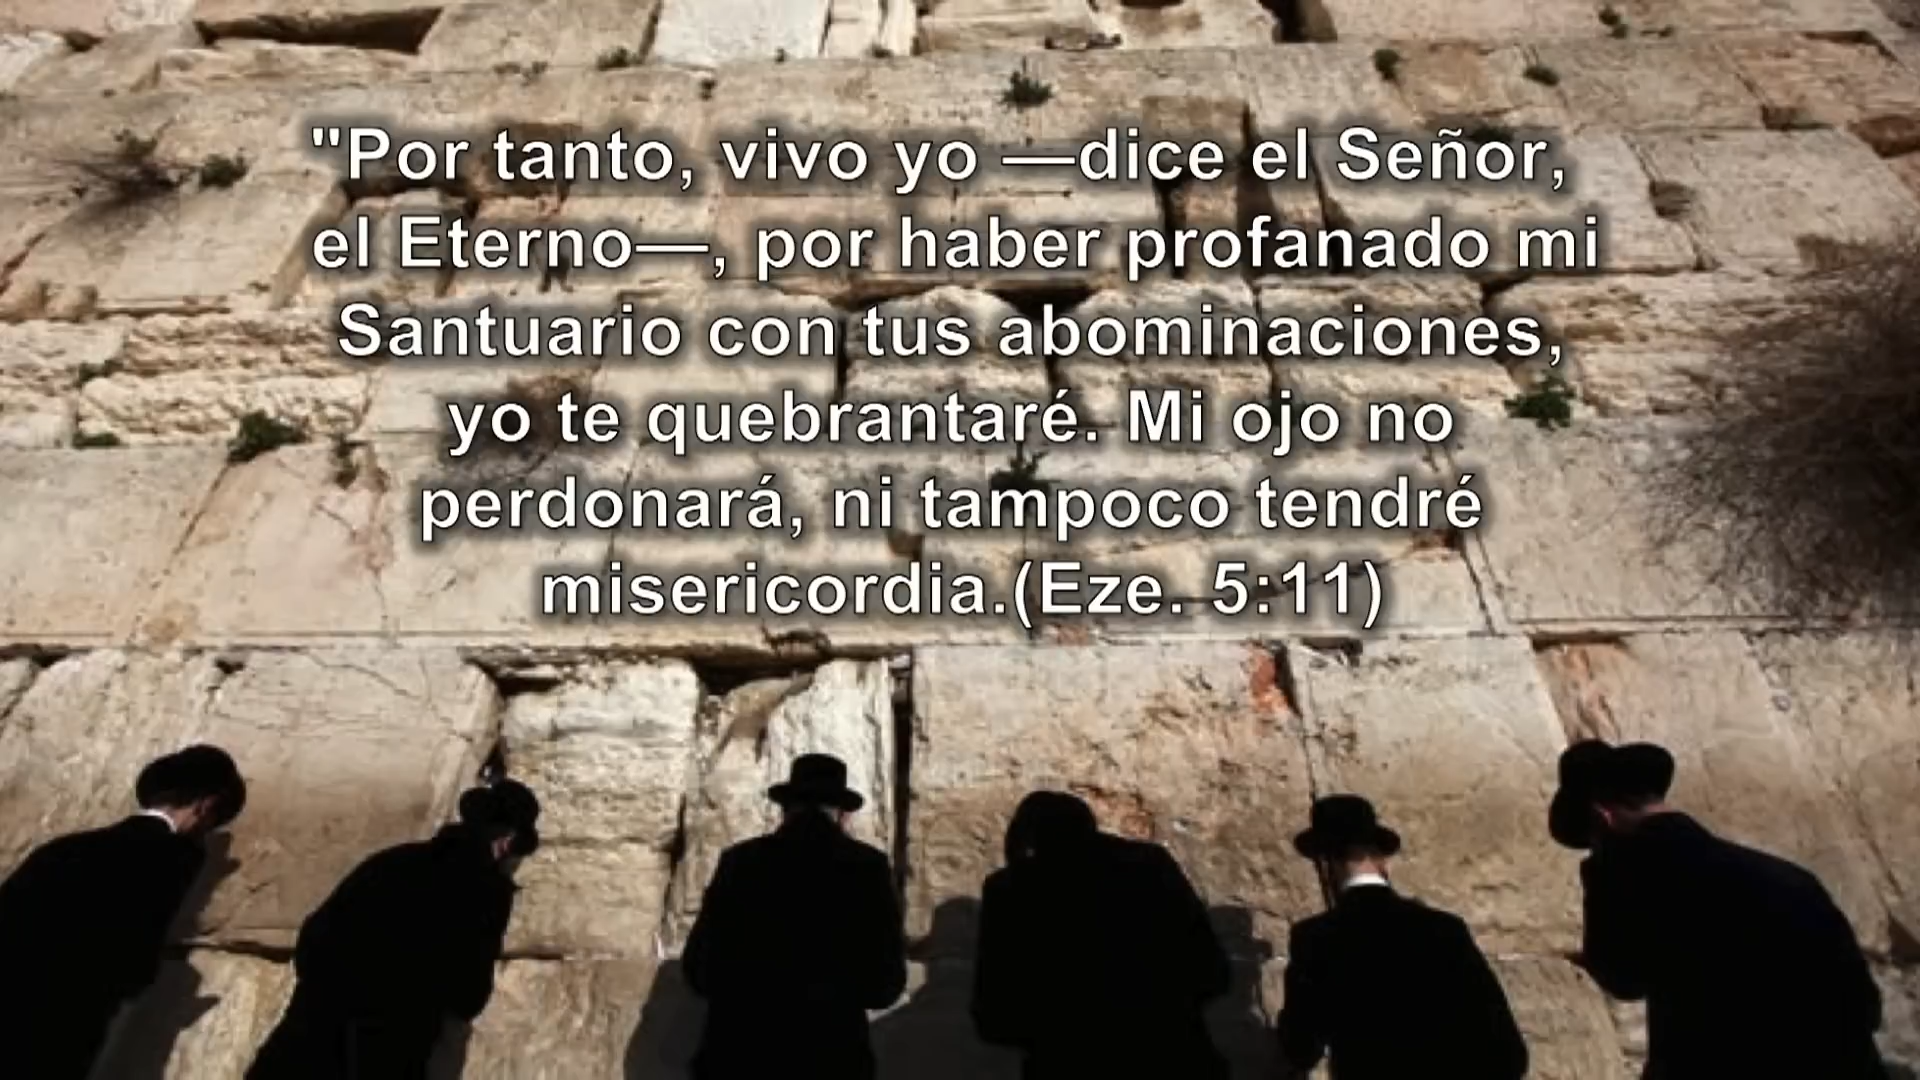 "Por tanto, vivo yo —dice el Señor,
el Eterno—, por haber profanado mi
Santuario con tus abominaciones,
yo te quebrantaré. Mi ojo no
perdonará, ni tampoco tendré
misericordia.(Eze. 5:11)